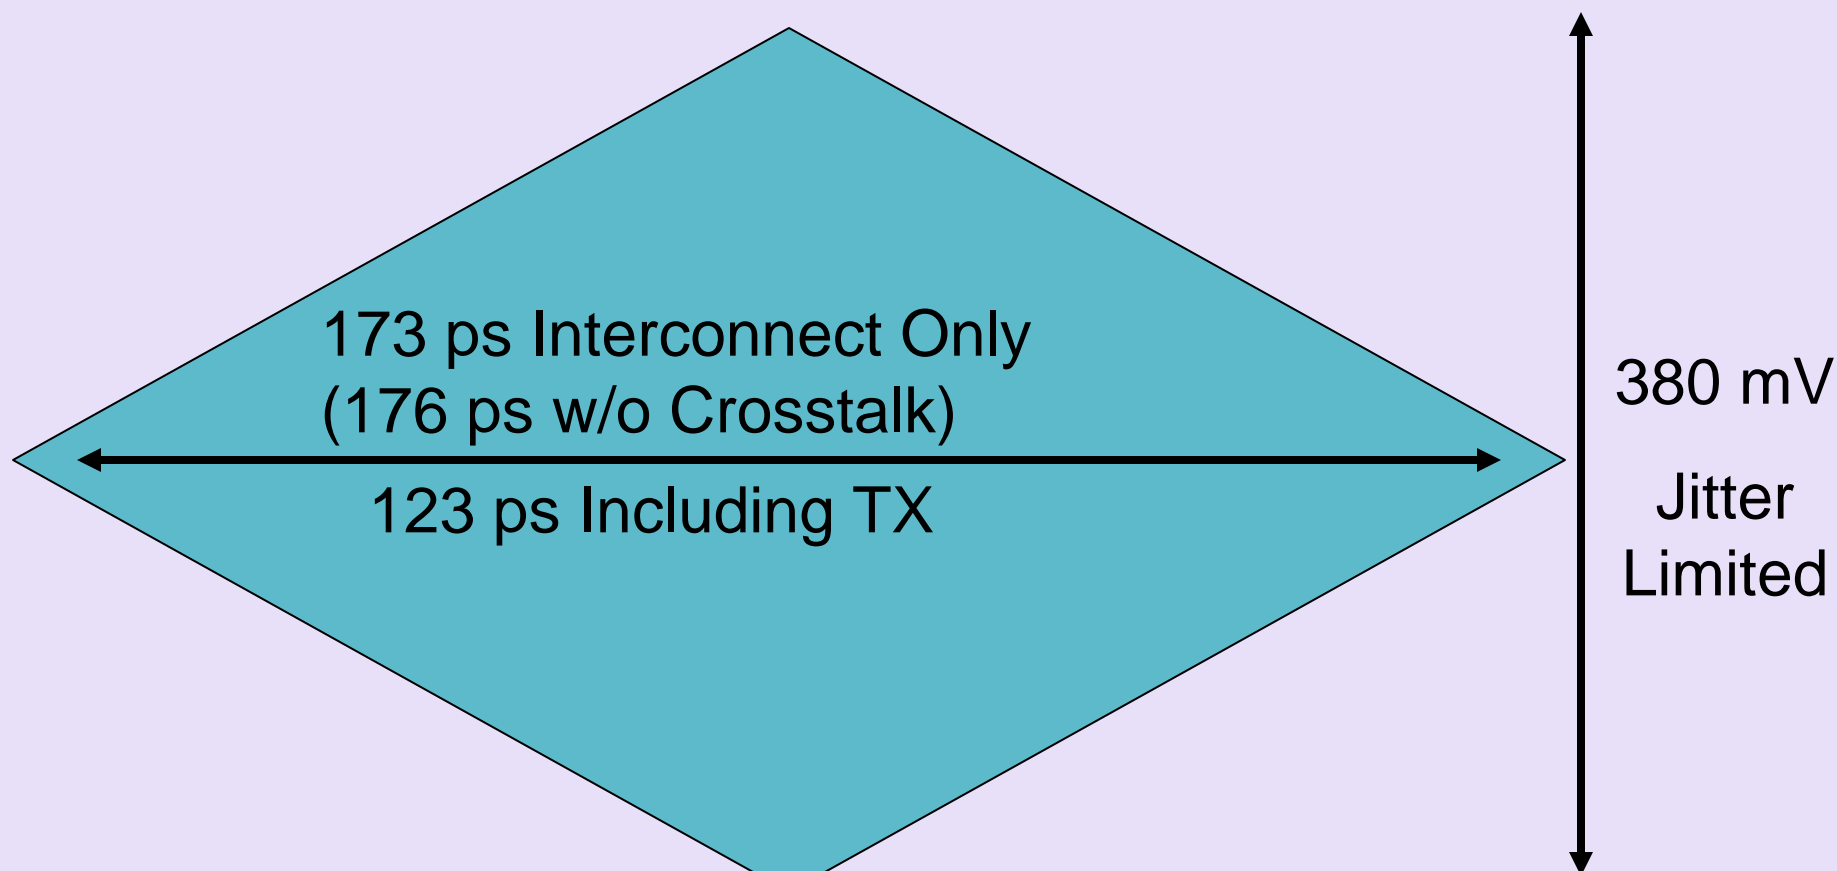 173 ps Interconnect Only
(176 ps w/o Crosstalk)
123 ps Including TX
380 mV
Jitter
Limited